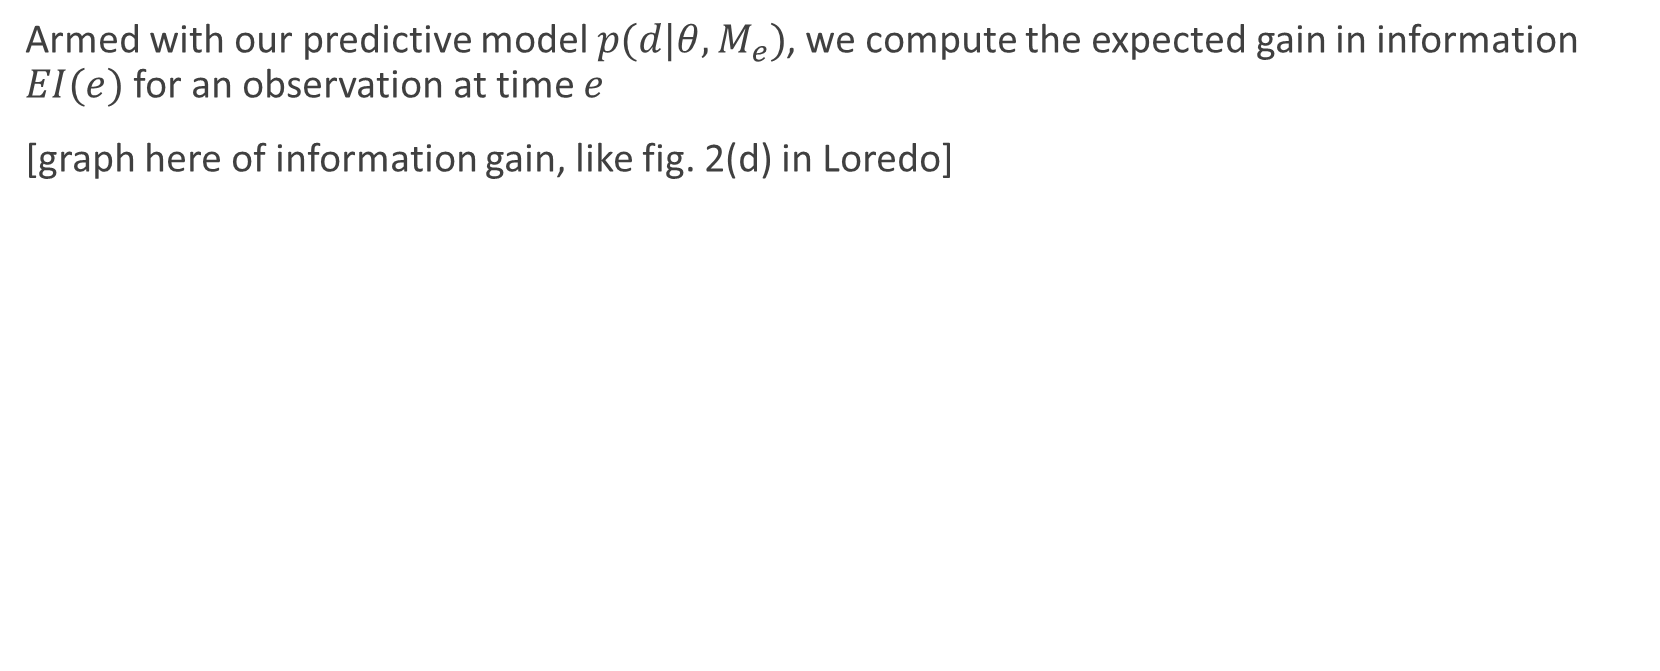 Armed with our predictive model p(d|θ, Mₑ), we compute the expected gain in information
EI(e) for an observation at time e
[graph here of information gain, like fig. 2(d) in Loredo]